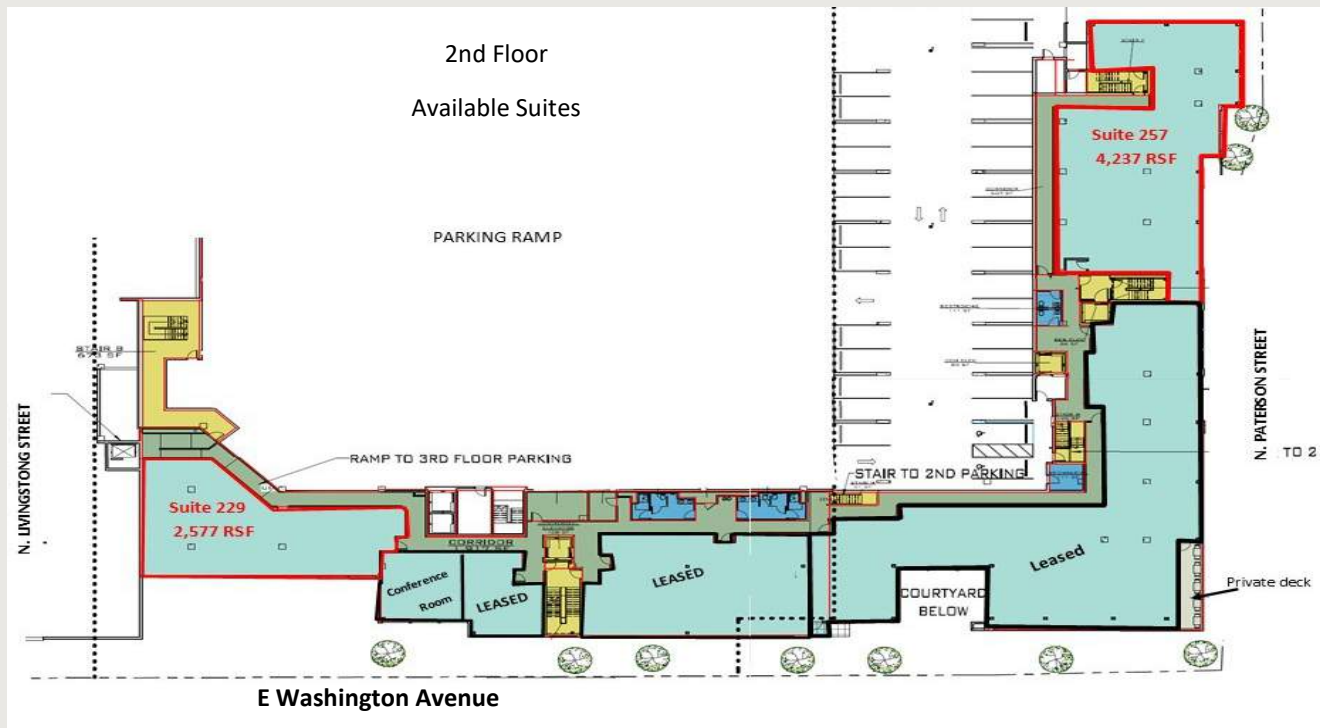 2nd Floor
Available Suites
Suite 257
4,237 RSF
PARKING RAMP
STAIR B
N. LIVINGSTONG STREET
RAMP TO 3RD FLOOR PARKING
STAIR TO 2ND PARKING
N. PATERSON STREET
TO 2
Suite 229
2,577 RSF
CORRIDOR
Conference
Room
LEASED
LEASED
Leased
COURTYARD
BELOW
Private deck
E Washington Avenue